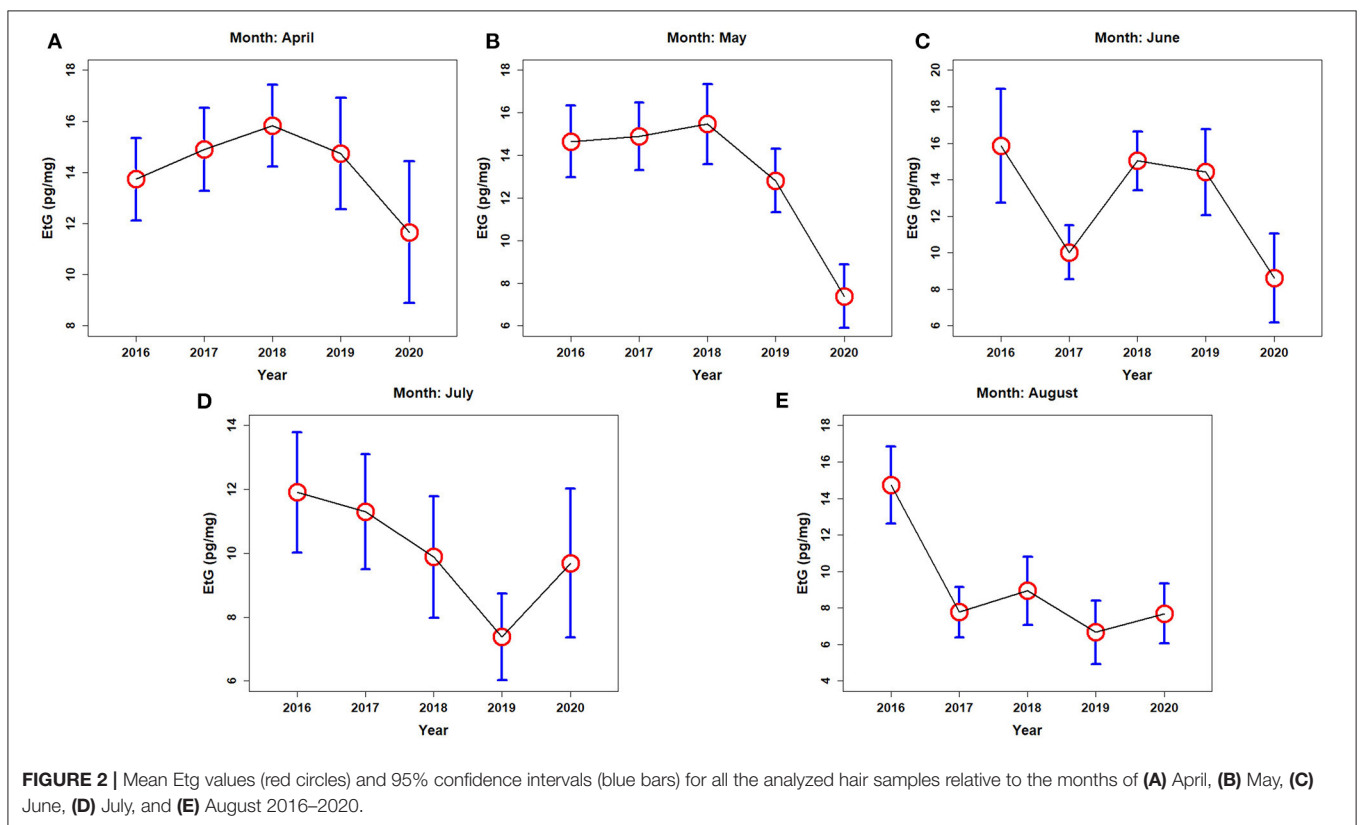 A
Month: April
EtG (pg/mg)
18
16
14
12
10
8
2016 2017 2018 2019 2020
Year
B
Month: May
EtG (pg/mg)
18
16
14
12
10
8
6
2016 2017 2018 2019 2020
Year
C
Month: June
EtG (pg/mg)
20
18
16
14
12
10
8
6
2016 2017 2018 2019 2020
Year
D
Month: July
EtG (pg/mg)
14
12
10
8
6
2016 2017 2018 2019 2020
Year
E
Month: August
EtG (pg/mg)
18
16
14
12
10
8
6
4
2016 2017 2018 2019 2020
Year
FIGURE 2 | Mean Etg values (red circles) and 95% confidence intervals (blue bars) for all the analyzed hair samples relative to the months of (A) April, (B) May, (C)
June, (D) July, and (E) August 2016–2020.